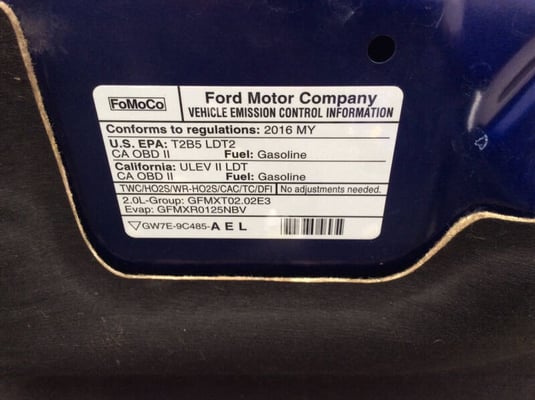 FoMoCo
Ford Motor Company
VEHICLE EMISSION CONTROL INFORMATION
Conforms to regulations: 2016 MY
U.S. EPA: T2B5 LDT2
CA OBD II Fuel: Gasoline
California: ULEV II LDT
CA OBD II Fuel: Gasoline
TWC/HO2S/WR-HO2S/CAC/TC/DFI No adjustments needed.
2.0L-Group: GFMXT02.02E3
Evap: GFMXR0125NBV
GW7E-9C485-A E L